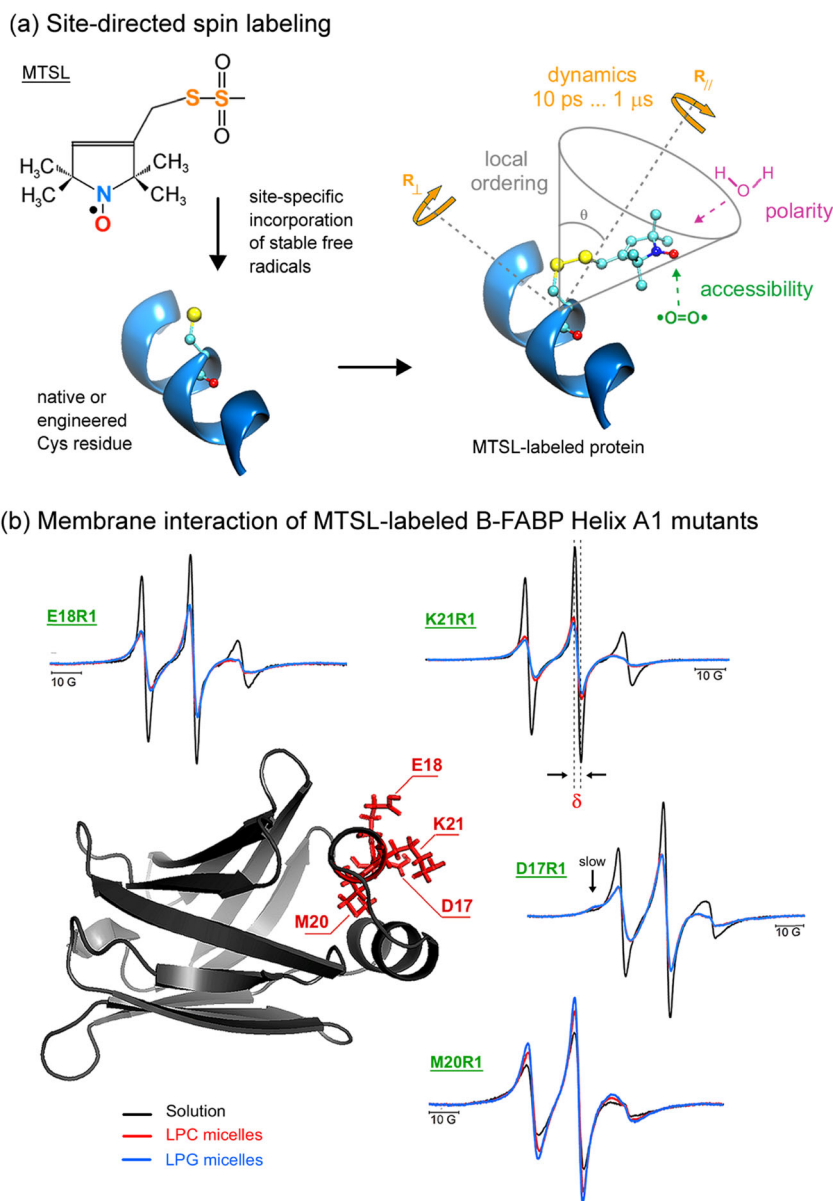 (a) Site-directed spin labeling
MTSL
O
S
S
O
H₃C
CH₃
H₃C
CH₃
N
•
O
site-specific
incorporation
of stable free
radicals
native or
engineered
Cys residue
dynamics
10 ps ... 1 μs
R//
local
ordering
R⊥
θ
H
O
H
polarity
accessibility
•O=O•
MTSL-labeled protein
(b) Membrane interaction of MTSL-labeled B-FABP Helix A1 mutants
E18R1
10 G
K21R1
10 G
δ
E18
K21
D17
M20
slow
D17R1
10 G
M20R1
10 G
Solution
LPC micelles
LPG micelles